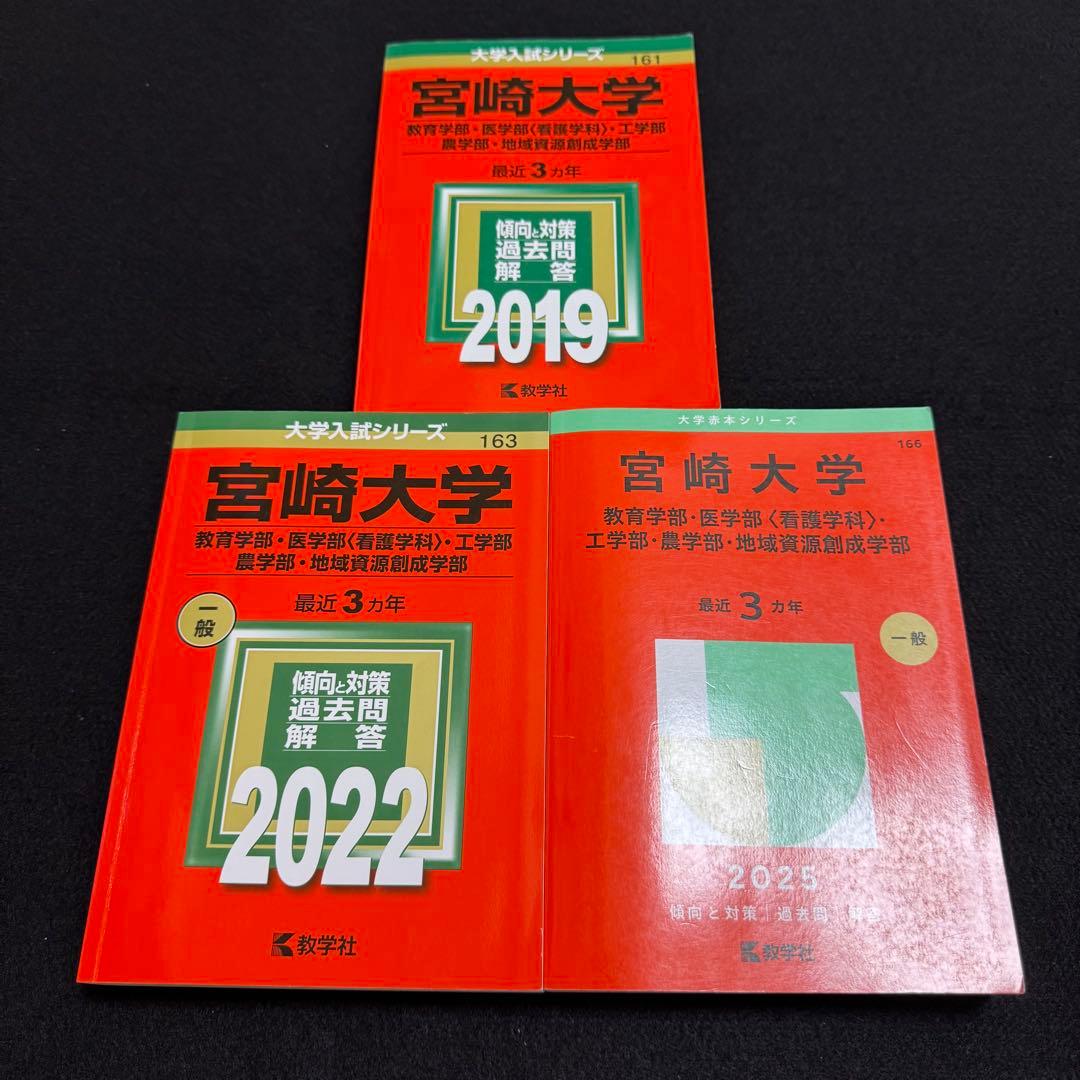 大学入試シリーズ
161
宮崎大学
教育学部・医学部〈看護学科〉・工学部
農学部・地域資源創成学部
最近3カ年
傾向と対策
過去問
解答
2019
教学社
大学入試シリーズ
163
宮崎大学
教育学部・医学部〈看護学科〉・工学部
農学部・地域資源創成学部
一般
最近3カ年
傾向と対策
過去問
解答
2022
教学社
大学赤本シリーズ
166
宮崎大学
教育学部・医学部〈看護学科〉・
工学部・農学部・地域資源創成学部
最近3カ年
一般
2025
傾向と対策|過去問|解答
教学社